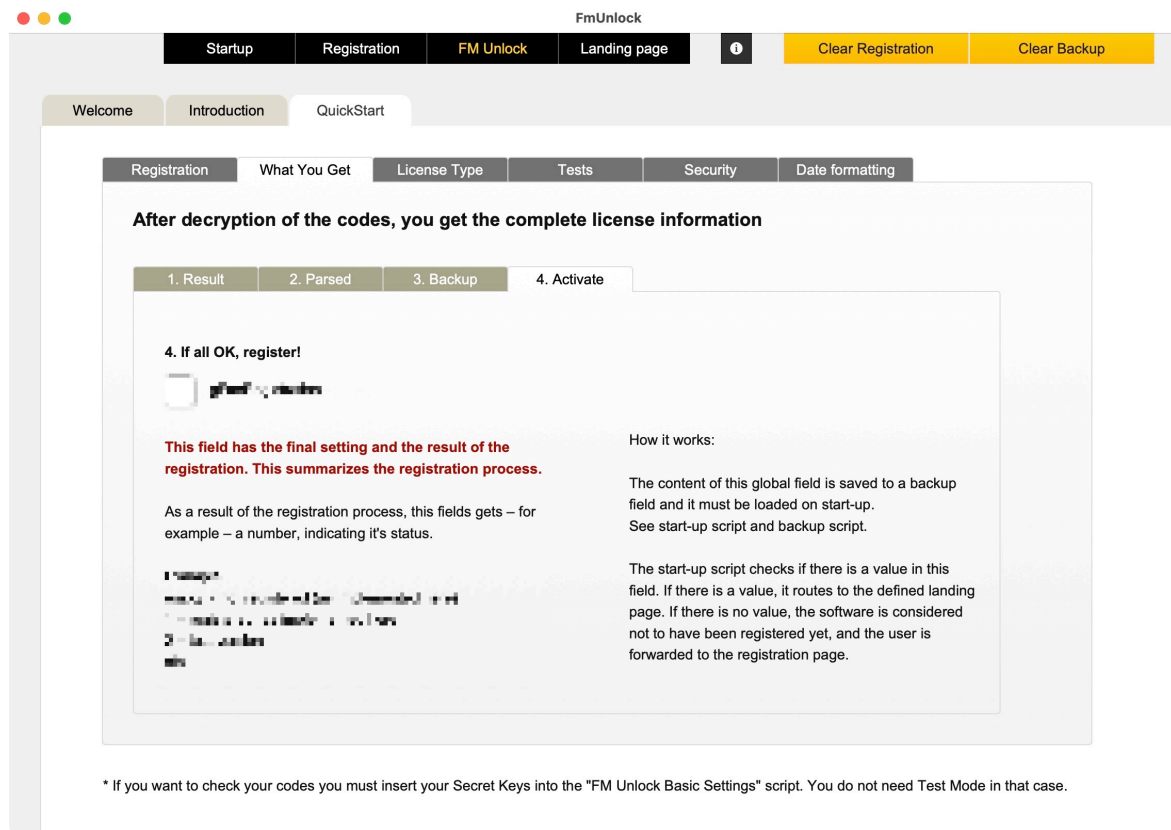 FmUnlock
Startup
Registration
FM Unlock
Landing page
Clear Registration
Clear Backup
Welcome
Introduction
QuickStart
Registration
What You Get
License Type
Tests
Security
Date formatting
After decryption of the codes, you get the complete license information
1. Result
2. Parsed
3. Backup
4. Activate
4. If all OK, register!
This field has the final setting and the result of the
registration. This summarizes the registration process.
As a result of the registration process, this fields gets – for
example – a number, indicating it's status.
How it works:
The content of this global field is saved to a backup
field and it must be loaded on start-up.
See start-up script and backup script.
The start-up script checks if there is a value in this
field. If there is a value, it routes to the defined landing
page. If there is no value, the software is considered
not to have been registered yet, and the user is
forwarded to the registration page.
* If you want to check your codes you must insert your Secret Keys into the "FM Unlock Basic Settings" script. You do not need Test Mode in that case.